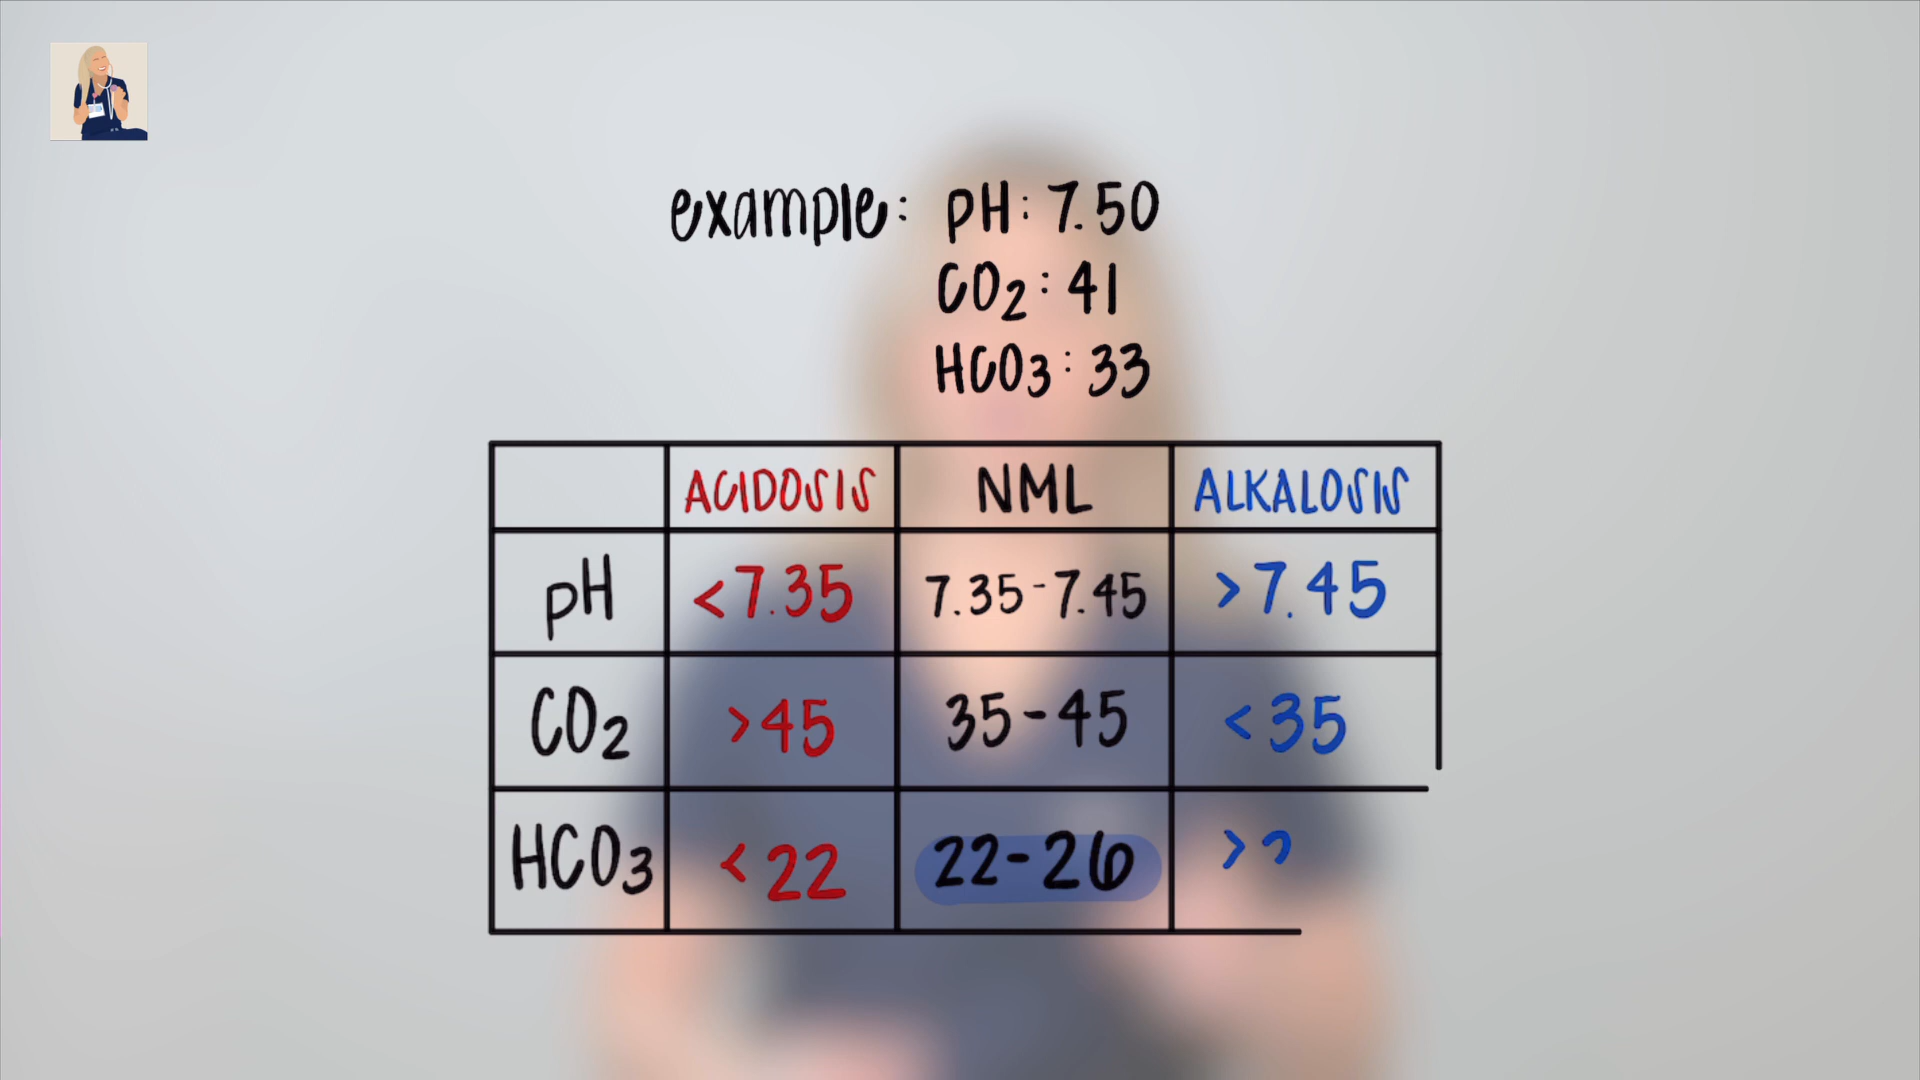 example: pH: 7.50
CO2: 41
HCO3: 33
ACIDOSIS NML ALKALOSIS
pH <7.35 7.35-7.45 >7.45
CO2 >45 35-45 <35
HCO3 <22 22-26 >